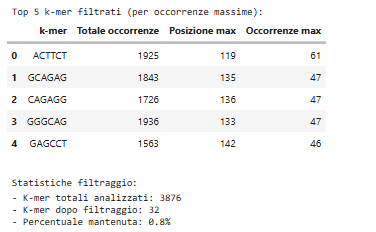 Top 5 k-mer filtrati (per occorrenze massime):
k-mer Totale occorrenze Posizione max Occorrenze max
0 ACTTCT 1925 119 61
1 GCAGAG 1843 135 47
2 CAGAGG 1726 136 47
3 GGGCAG 1936 133 47
4 GAGCCT 1563 142 46
Statistiche filtraggio:
- K-mer totali analizzati: 3876
- K-mer dopo filtraggio: 32
- Percentuale mantenuta: 0.8%